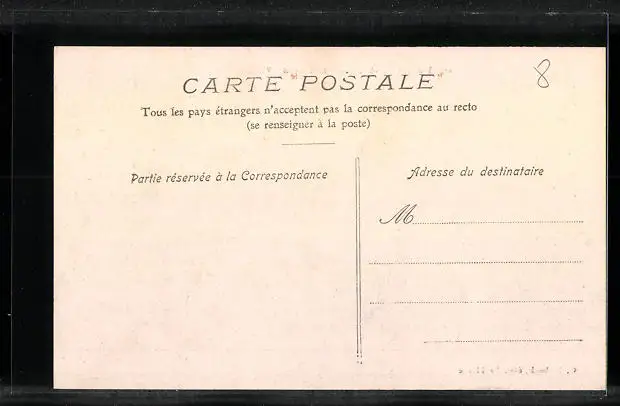 8
CARTE POSTALE
Tous les pays étrangers n'acceptent pas la correspondance au recto
(se renseigner à la poste)
Partie réservée à la Correspondance
Adresse du destinataire
M